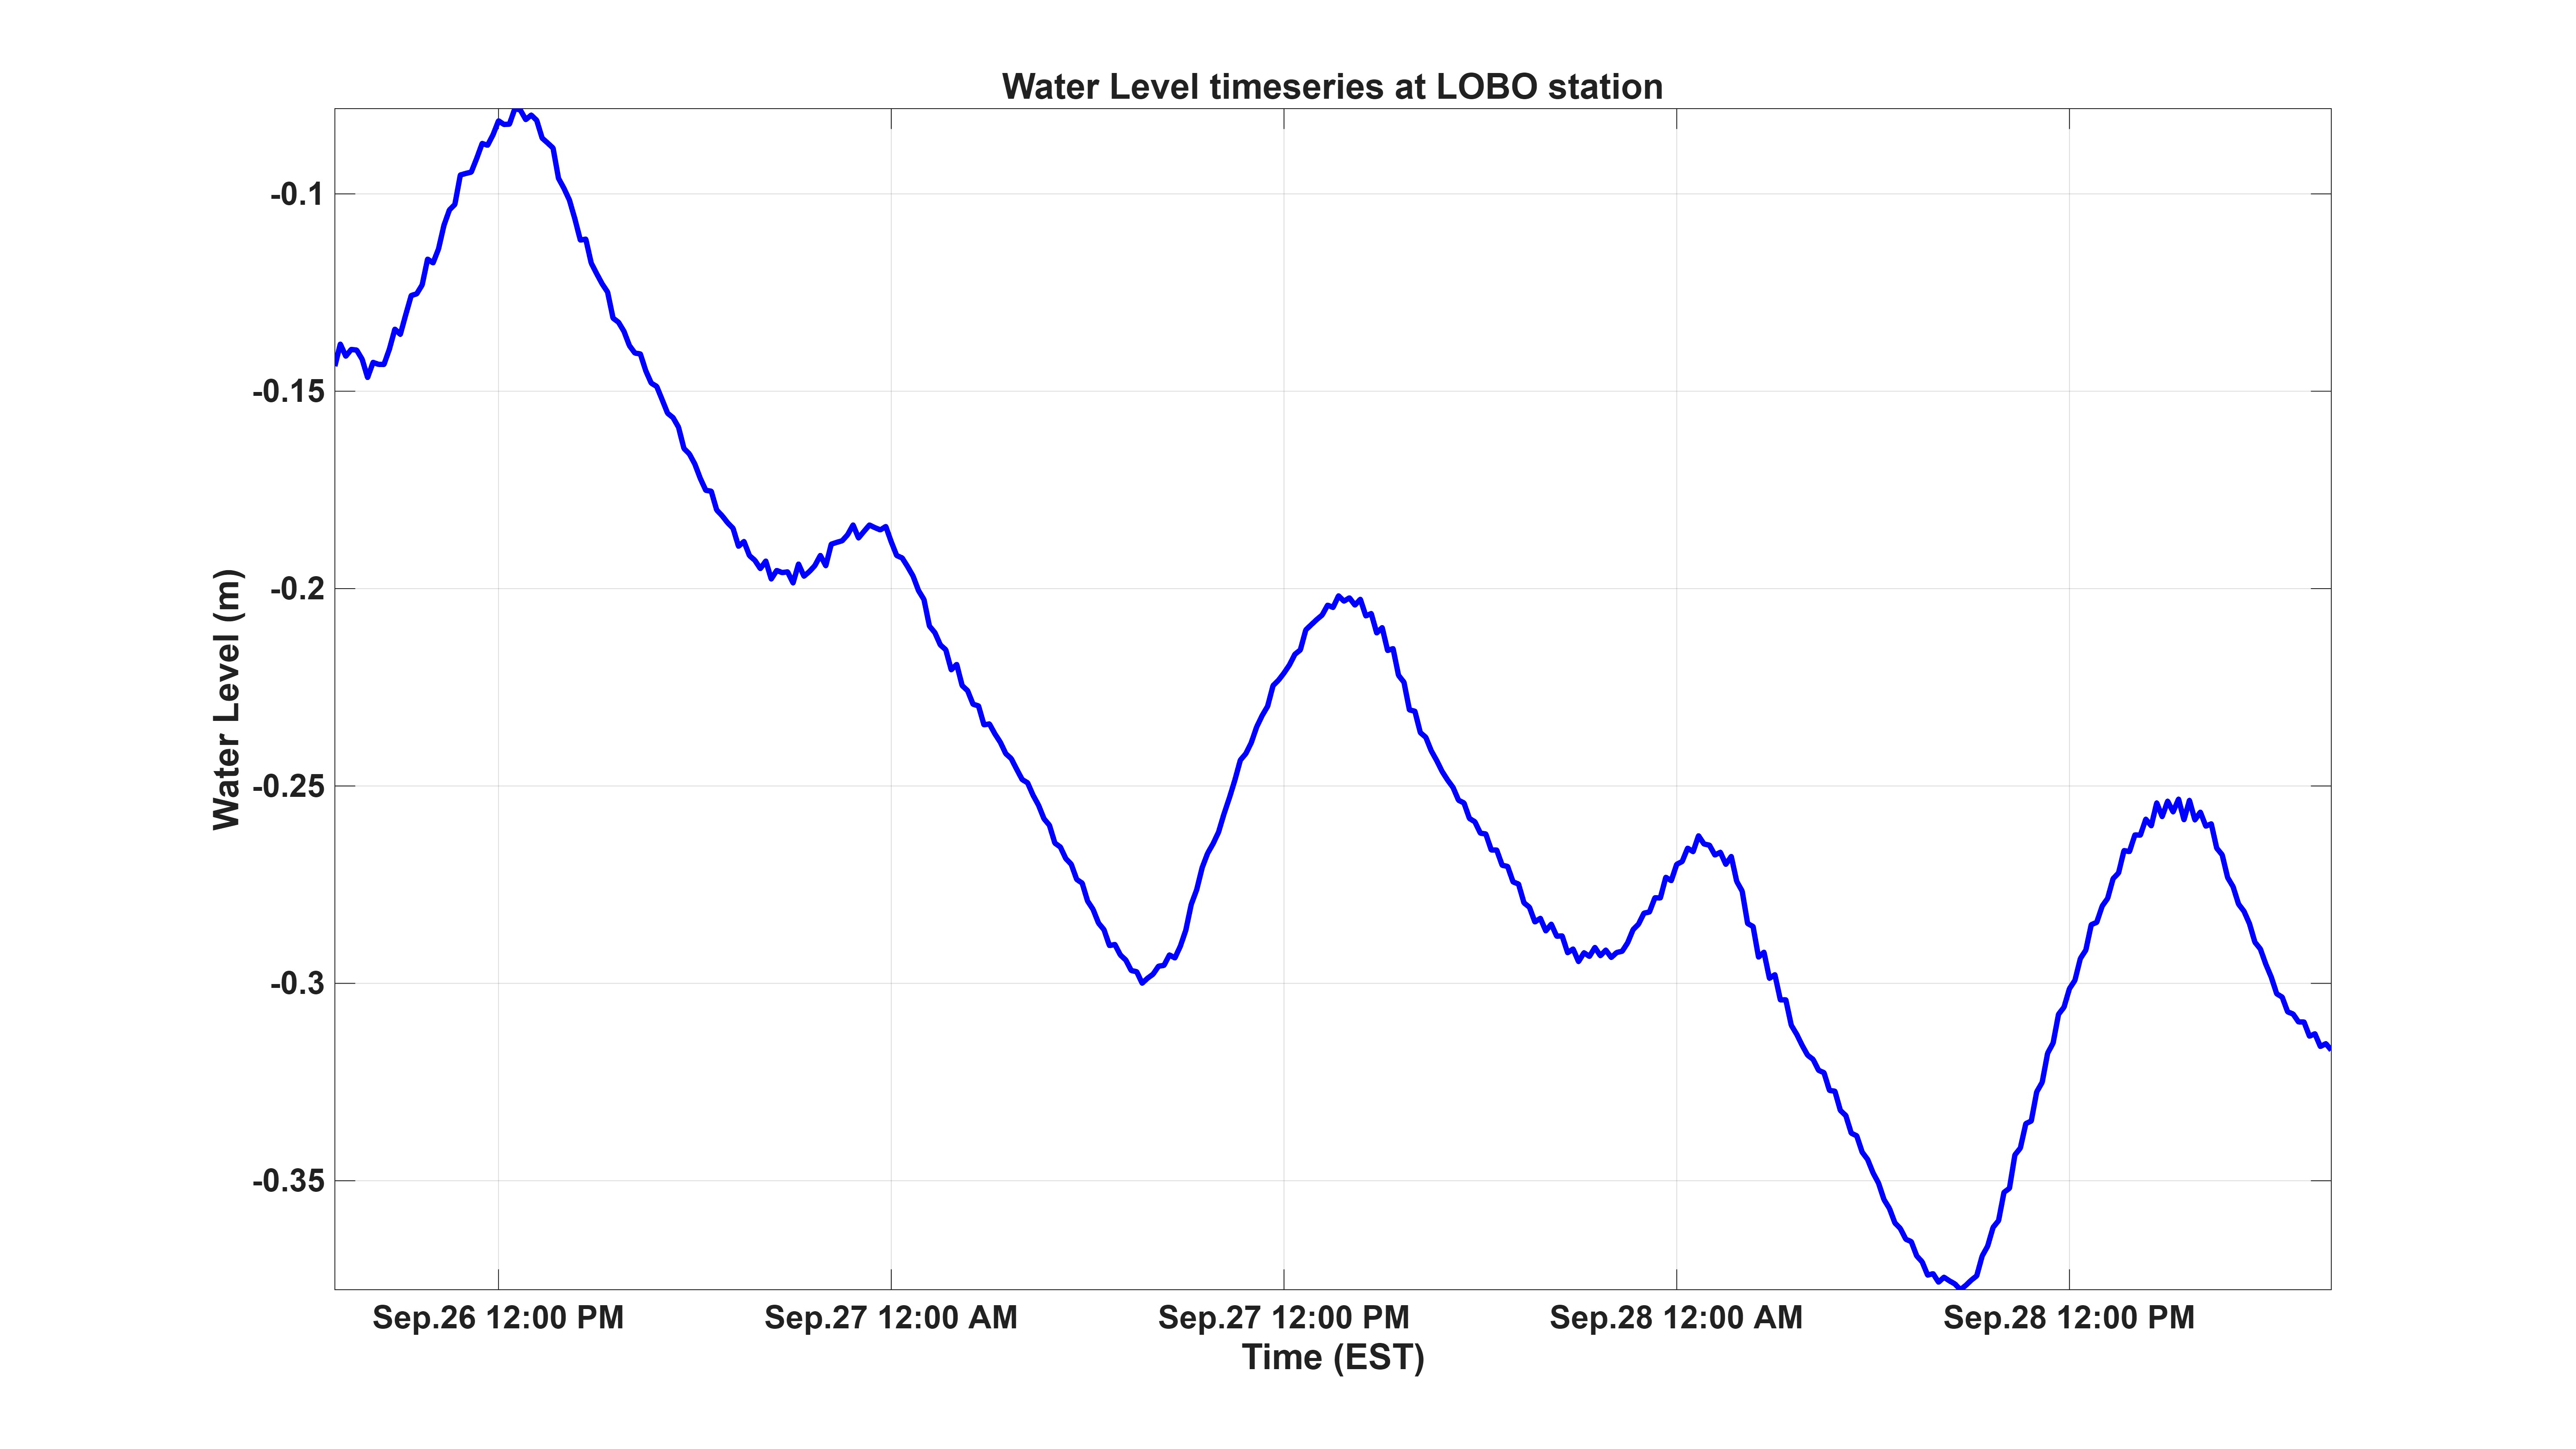 Water Level timeseries at LOBO station
-0.1
-0.15
-0.2
-0.25
-0.3
-0.35
Water Level (m)
Sep.26 12:00 PM
Sep.27 12:00 AM
Sep.27 12:00 PM
Sep.28 12:00 AM
Sep.28 12:00 PM
Time (EST)